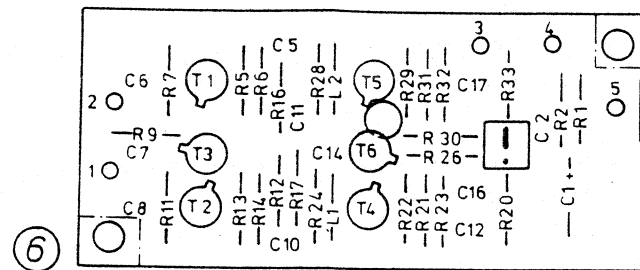 3 4
C5
C6 R7 T1 R5 R6 R16 C11 R28 L2 T5 R29 R31 R32 C17 R33 C2 R2 R1 5
2
R9 R30
C7 T3 C14 T6 R26
1
C8 R11 T2 R13 R14 R12 R17 R24 L1 T4 R22 R21 R23 C16 R20 C1 +
C10 C12
6